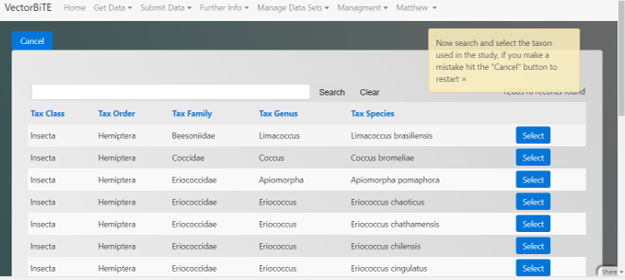 VectorBiTE Home Get Data Submit Data Further Info Manage Data Sets Managment Matthew
Cancel
Now search and select the taxon
used in the study, if you make a
mistake hit the "Cancel" button to
restart ×
Search Clear records found
Tax Class Tax Order Tax Family Tax Genus Tax Species
Insecta Hemiptera Beesoniidae Limacoccus Limacoccus brasiliensis Select
Insecta Hemiptera Coccidae Coccus Coccus bromeliae Select
Insecta Hemiptera Eriococcidae Apiomorpha Apiomorpha pomaphora Select
Insecta Hemiptera Eriococcidae Eriococcus Eriococcus chaoticus Select
Insecta Hemiptera Eriococcidae Eriococcus Eriococcus chathamensis Select
Insecta Hemiptera Eriococcidae Eriococcus Eriococcus chilensis Select
Insecta Hemiptera Eriococcidae Eriococcus Eriococcus cingulatus Select
Share